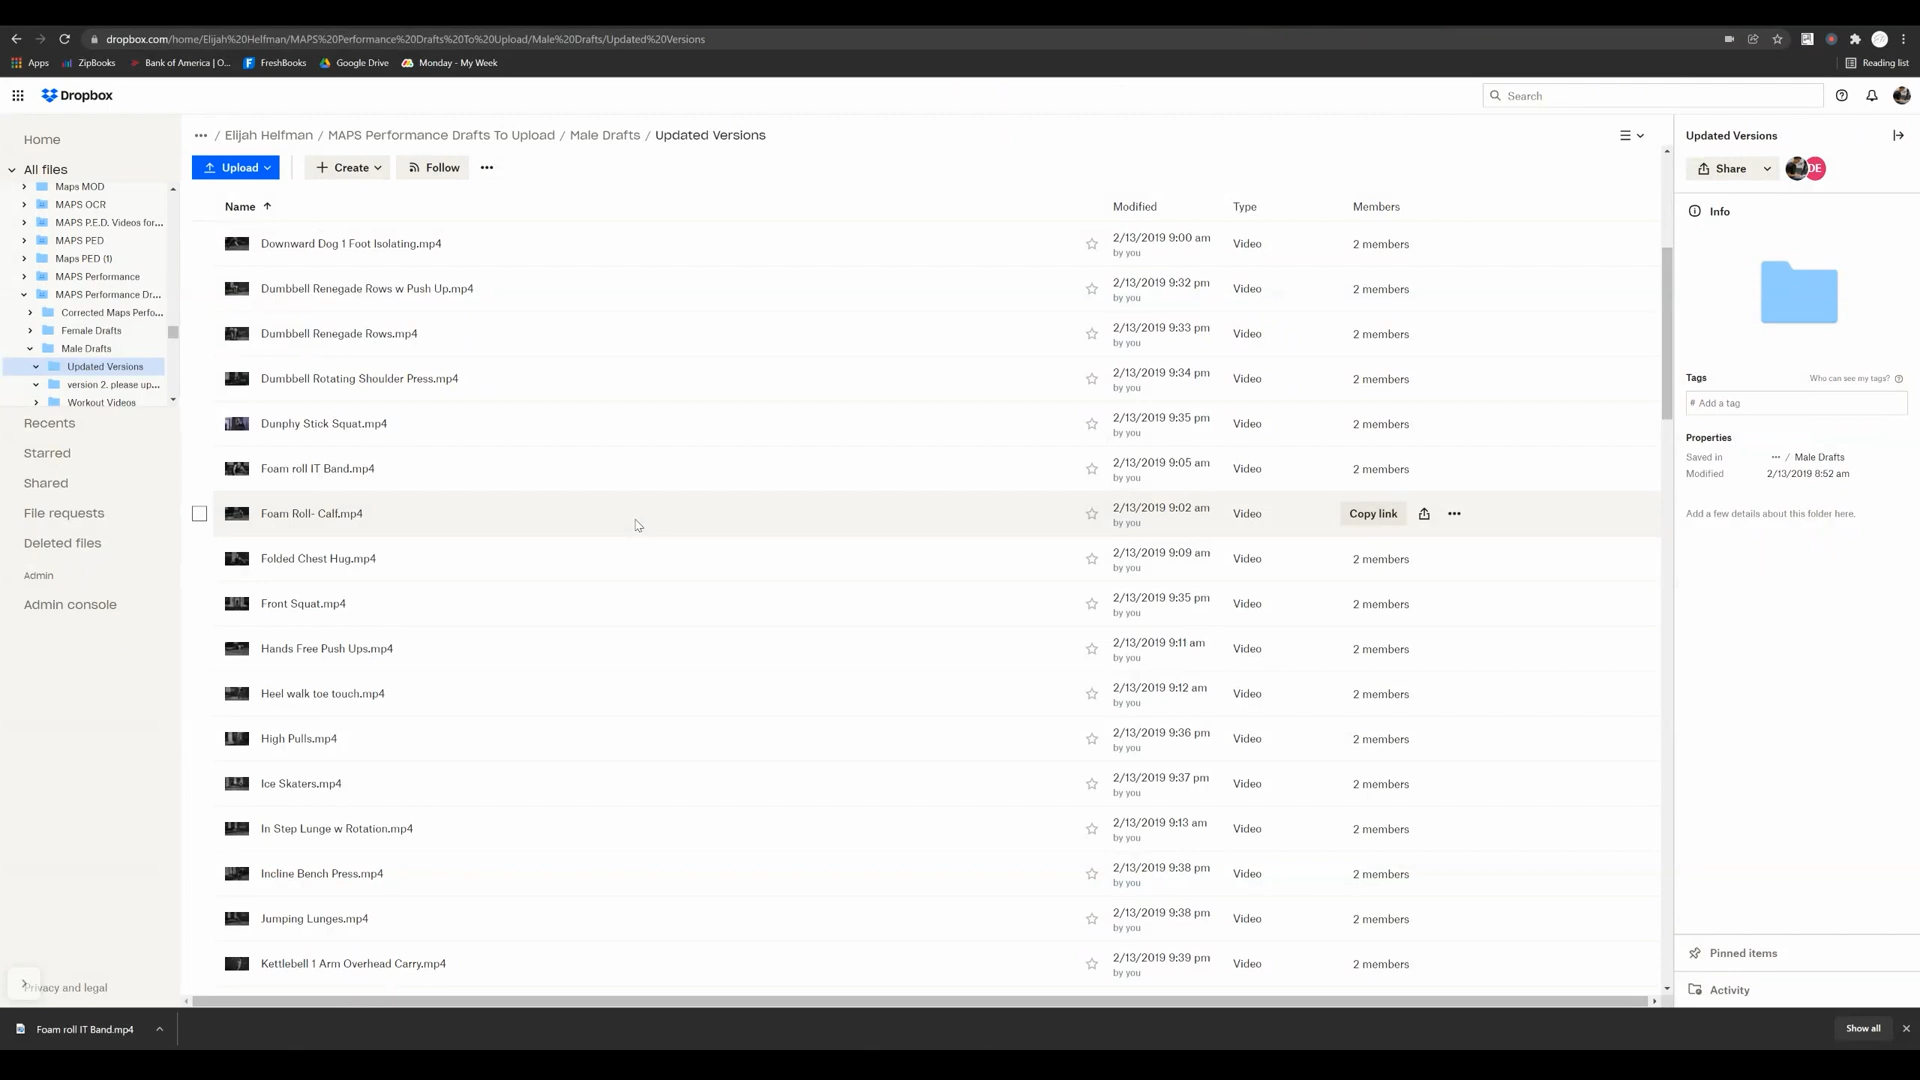 dropbox.com/home/Elijah%20Helfman/MAPS%20Performance%20Drafts%20To%20Upload/Male%20Drafts/Updated%20Versions
Apps ZipBooks Bank of America | O... FreshBooks Google Drive Monday - My Week Reading list
Dropbox Search
Home
All files
Maps MOD
MAPS OCR
MAPS P.E.D. Videos for...
MAPS PED
Maps PED (1)
MAPS Performance
MAPS Performance Dr...
Corrected Maps Perfo...
Female Drafts
Male Drafts
Updated Versions
version 2. please up...
Workout Videos
Recents
Starred
Shared
File requests
Deleted files
Admin
Admin console
Privacy and legal
... / Elijah Helfman / MAPS Performance Drafts To Upload / Male Drafts / Updated Versions
Upload Create Follow
Name Modified Type Members
Downward Dog 1 Foot Isolating.mp4 2/13/2019 9:00 am Video 2 members
by you
Dumbbell Renegade Rows w Push Up.mp4 2/13/2019 9:32 pm Video 2 members
by you
Dumbbell Renegade Rows.mp4 2/13/2019 9:33 pm Video 2 members
by you
Dumbbell Rotating Shoulder Press.mp4 2/13/2019 9:34 pm Video 2 members
by you
Dunphy Stick Squat.mp4 2/13/2019 9:35 pm Video 2 members
by you
Foam roll IT Band.mp4 2/13/2019 9:05 am Video 2 members
by you
Foam Roll- Calf.mp4 2/13/2019 9:02 am Video Copy link
by you
Folded Chest Hug.mp4 2/13/2019 9:09 am Video 2 members
by you
Front Squat.mp4 2/13/2019 9:35 pm Video 2 members
by you
Hands Free Push Ups.mp4 2/13/2019 9:11 am Video 2 members
by you
Heel walk toe touch.mp4 2/13/2019 9:12 am Video 2 members
by you
High Pulls.mp4 2/13/2019 9:36 pm Video 2 members
by you
Ice Skaters.mp4 2/13/2019 9:37 pm Video 2 members
by you
In Step Lunge w Rotation.mp4 2/13/2019 9:13 am Video 2 members
by you
Incline Bench Press.mp4 2/13/2019 9:38 pm Video 2 members
by you
Jumping Lunges.mp4 2/13/2019 9:38 pm Video 2 members
by you
Kettlebell 1 Arm Overhead Carry.mp4 2/13/2019 9:39 pm Video 2 members
by you
Updated Versions
Share DE
Info
Tags Who can see my tags?
# Add a tag
Properties
Saved in ... / Male Drafts
Modified 2/13/2019 8:52 am
Add a few details about this folder here.
Pinned items
Activity
Foam roll IT Band.mp4 Show all